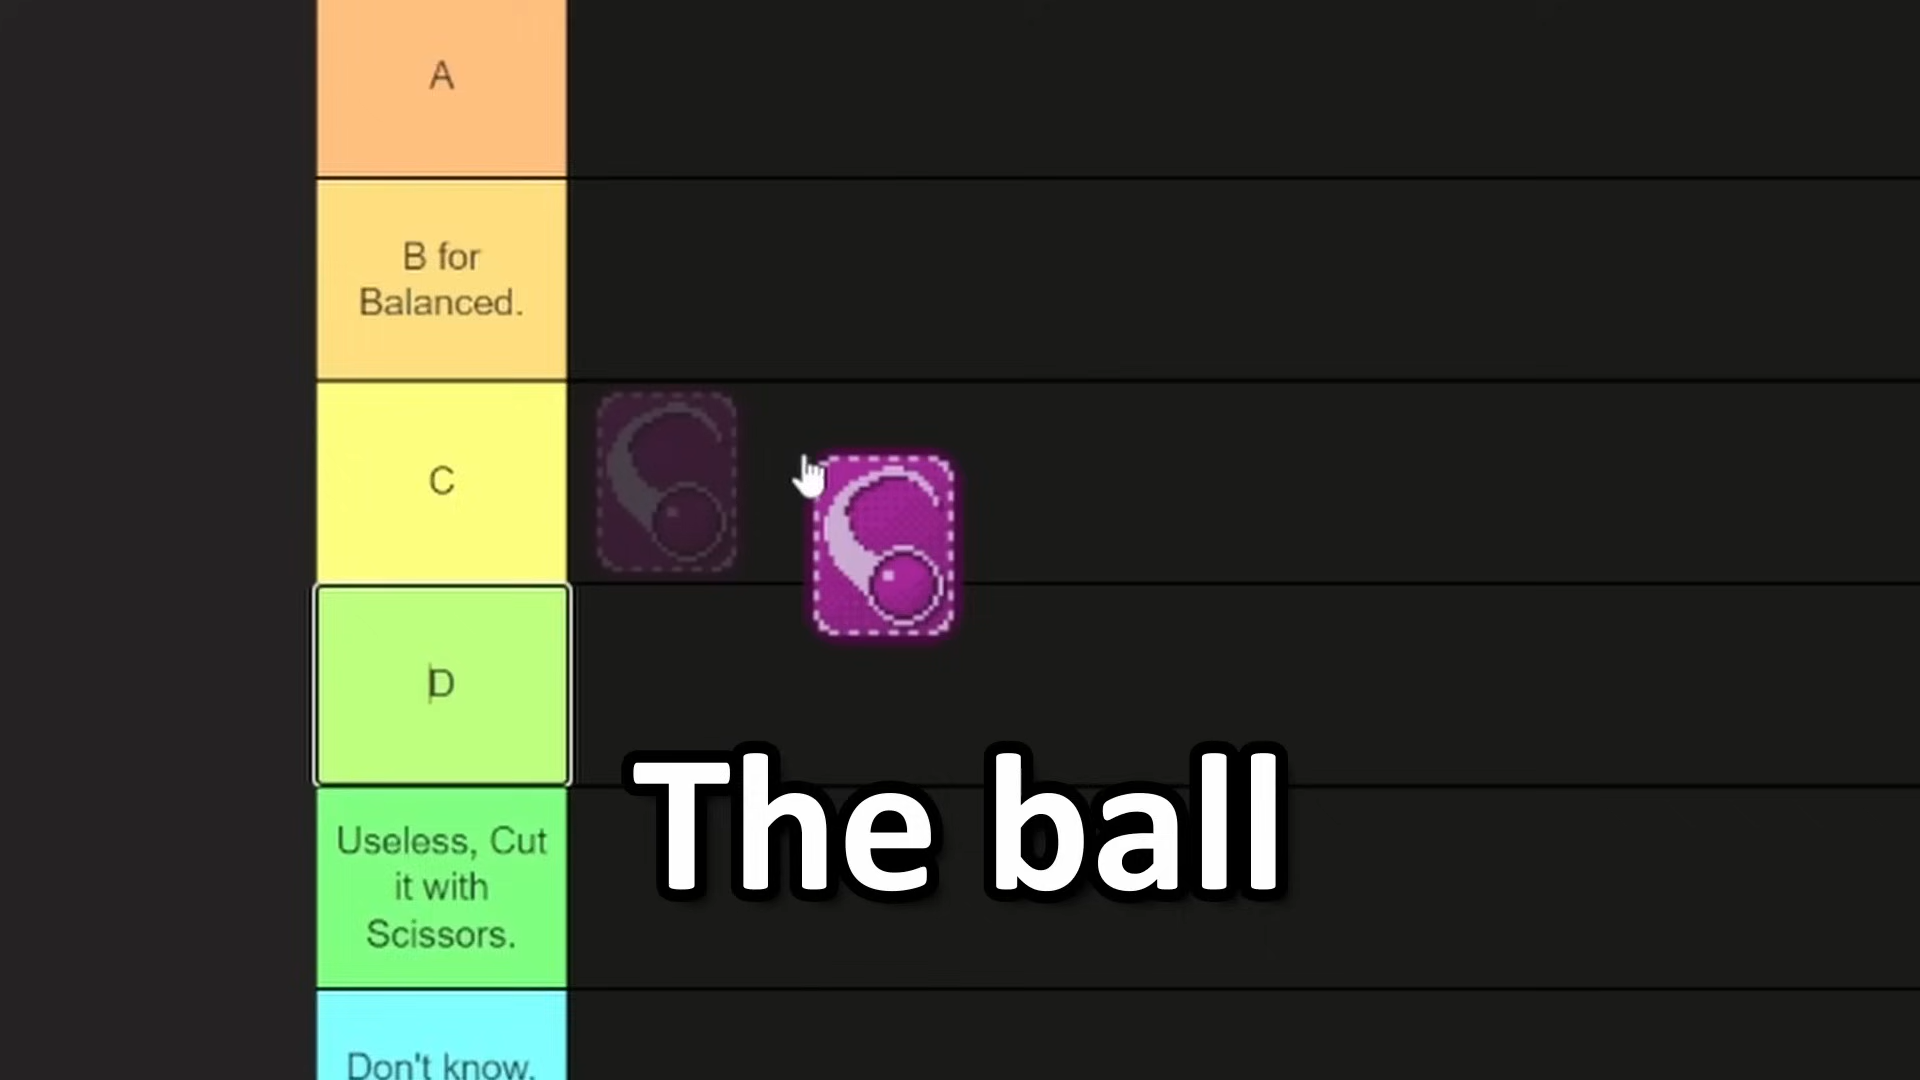 A
B for
Balanced.
C
D
Useless, Cut
it with
Scissors.
The ball
Don't know.